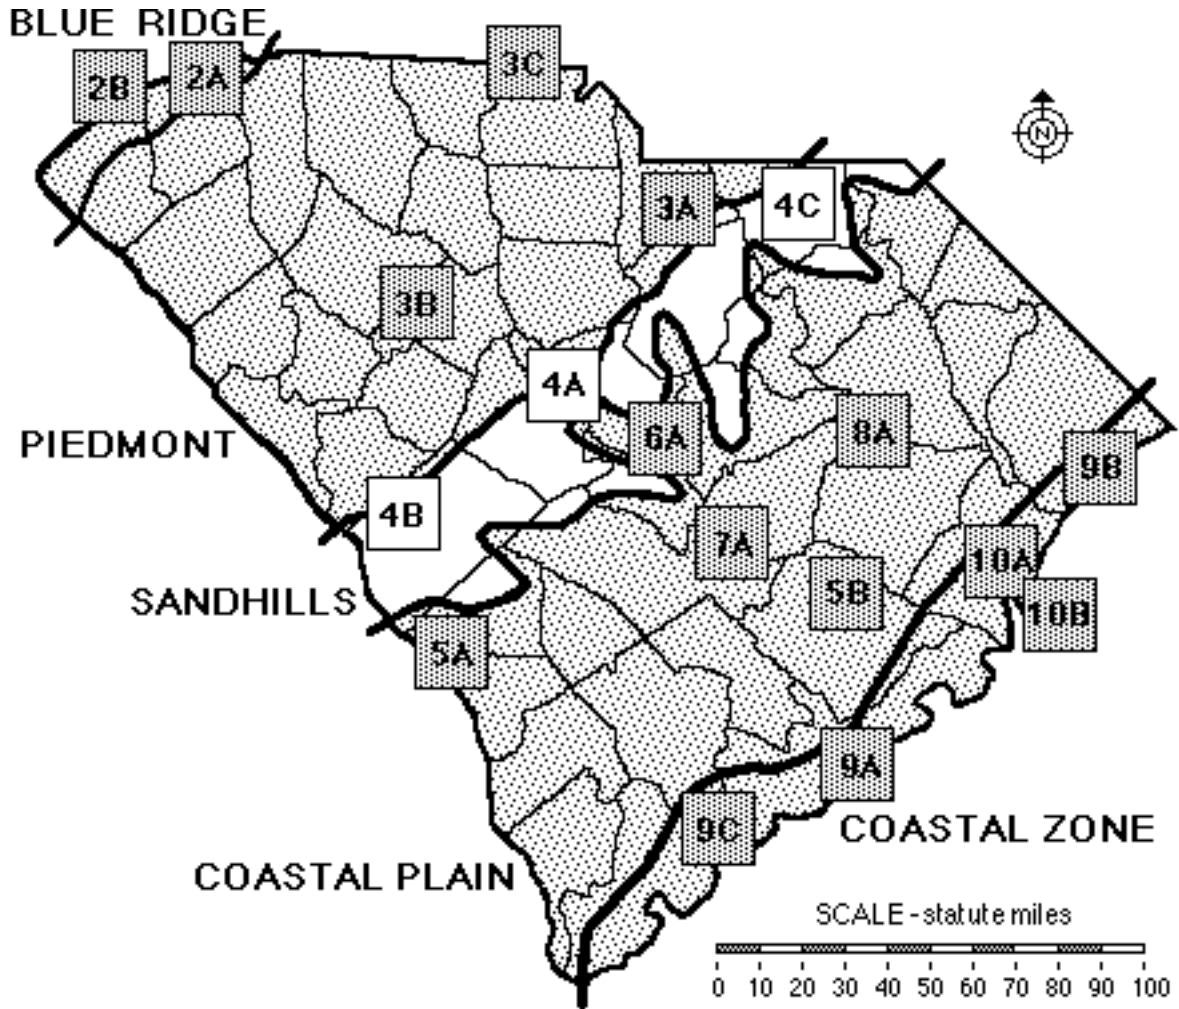 BLUE RIDGE
2B
2A
3C
N
3A
4C
3B
4A
6A
8A
PIEDMONT
9B
4B
7A
10A
SANDHILLS
5B
10B
5A
9A
9C
COASTAL ZONE
COASTAL PLAIN
SCALE - statute miles
0 10 20 30 40 50 60 70 80 90 100